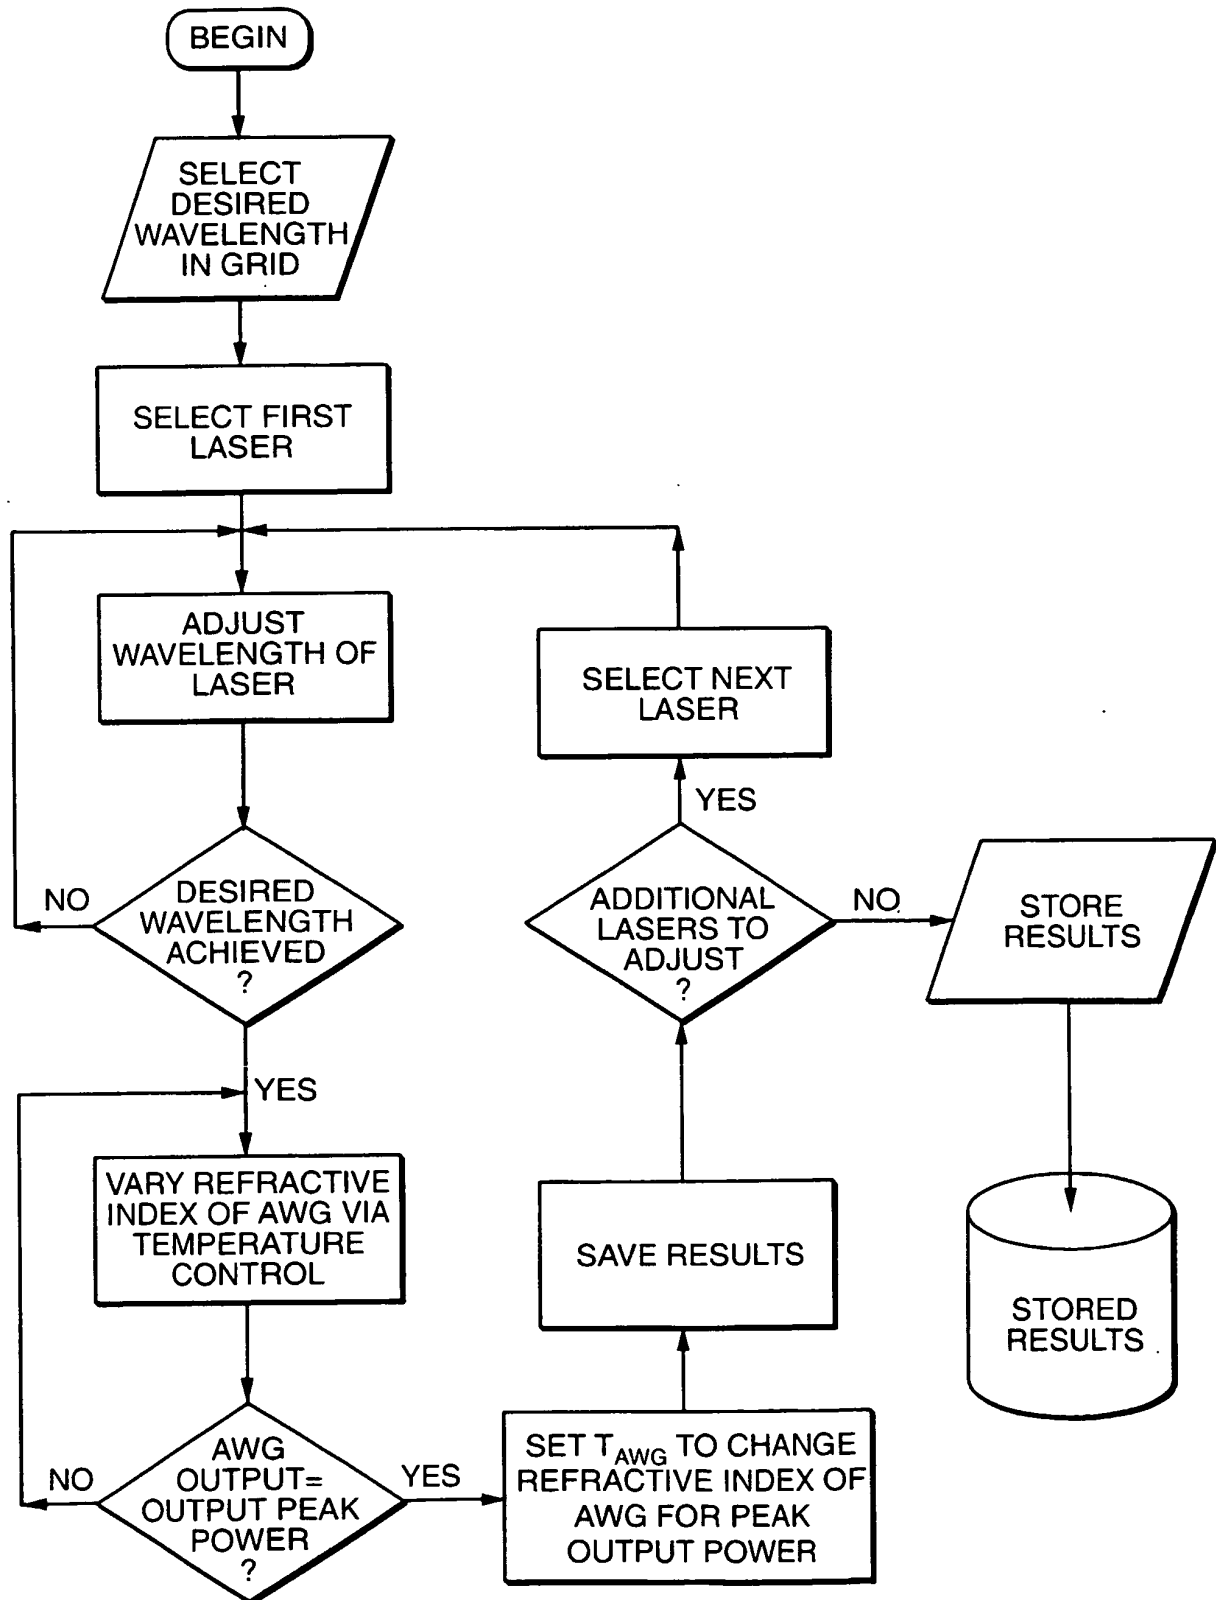 BEGIN
SELECT
DESIRED
WAVELENGTH
IN GRID
SELECT FIRST
LASER
ADJUST
WAVELENGTH OF
LASER
DESIRED
WAVELENGTH
ACHIEVED
?
NO
YES
VARY REFRACTIVE
INDEX OF AWG VIA
TEMPERATURE
CONTROL
AWG
OUTPUT=
OUTPUT PEAK
POWER
?
NO
YES
SET TAWG TO CHANGE
REFRACTIVE INDEX OF
AWG FOR PEAK
OUTPUT POWER
SAVE RESULTS
ADDITIONAL
LASERS TO
ADJUST
?
YES
SELECT NEXT
LASER
NO
STORE
RESULTS
STORED
RESULTS